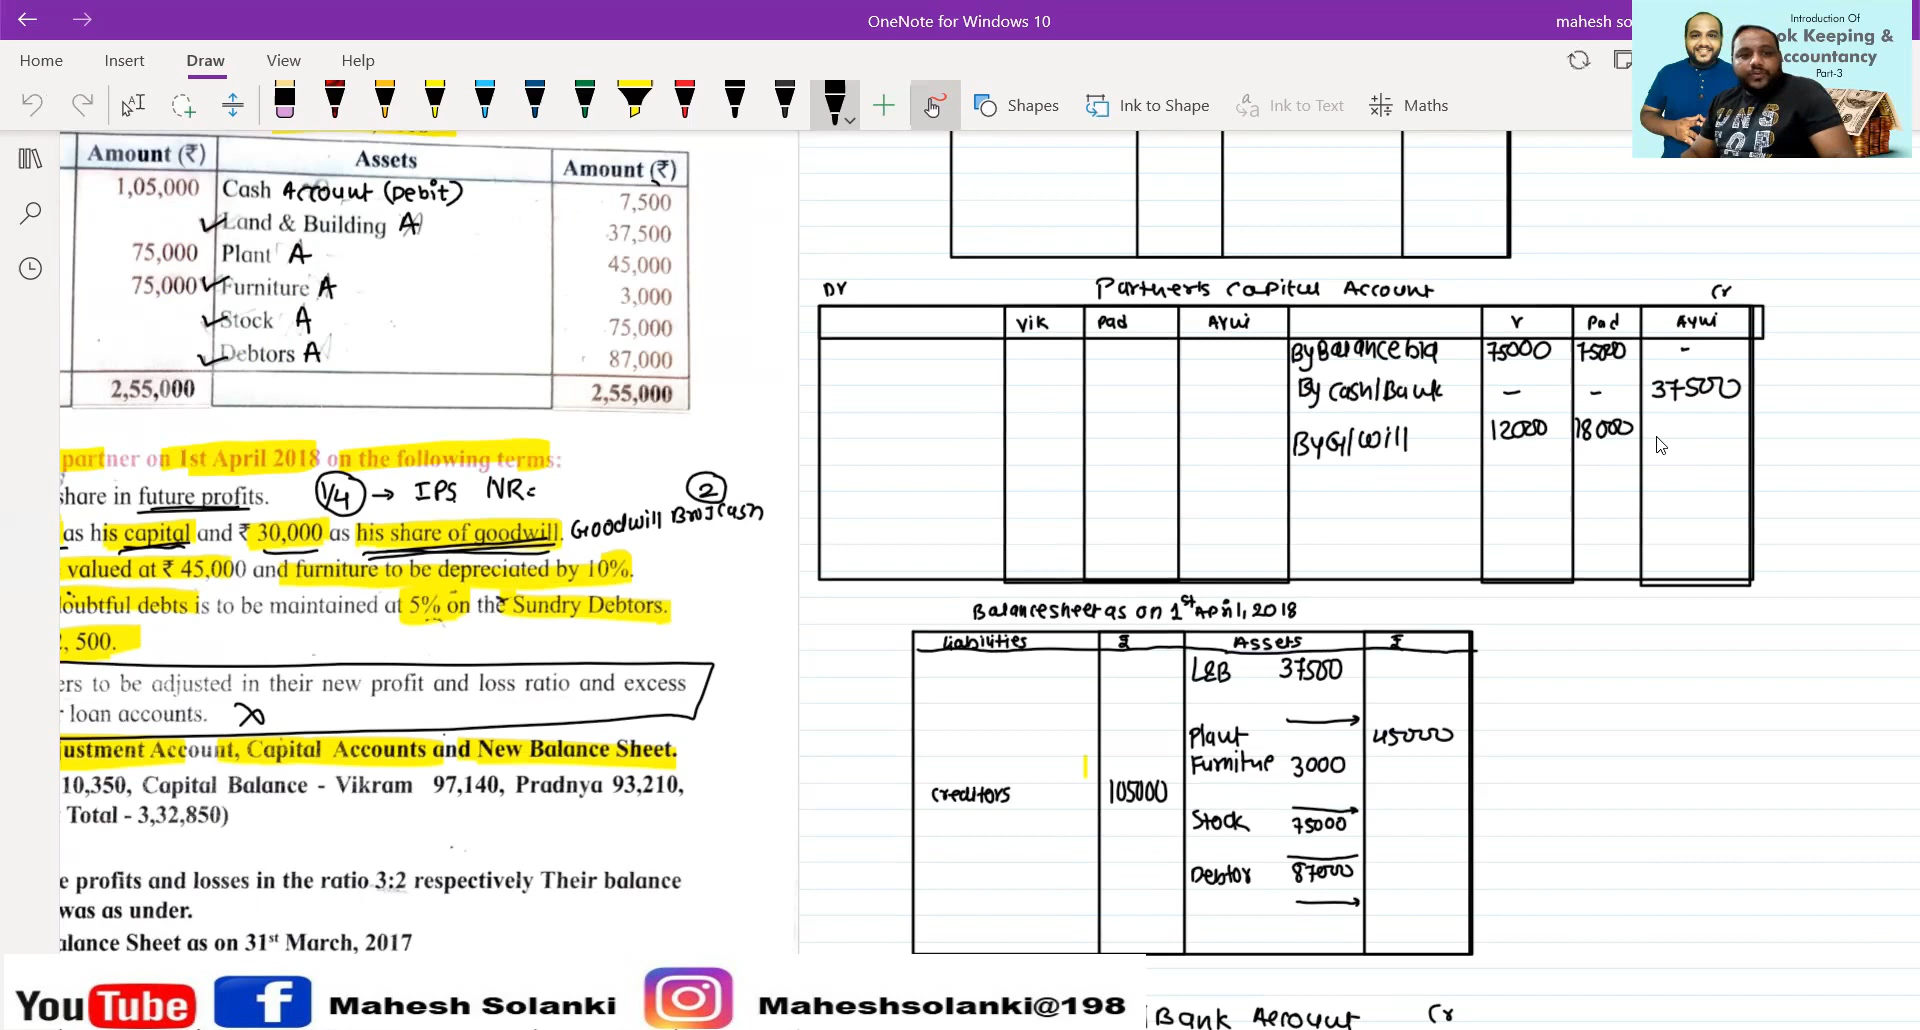 OneNote for Windows 10
mahesh so
Introduction Of
ok Keeping &
Accountancy
Part-3
Home Insert Draw View Help
Shapes Ink to Shape Ink to Text Maths
Amount (₹) Assets Amount (₹)
1,05,000 Cash Account (Debit) 7,500
Land & Building A 37,500
75,000 Plant A 45,000
75,000 Furniture A 3,000
Stock A 75,000
Debtors A 87,000
2,55,000 2,55,000
partner on 1st April 2018 on the following terms:
share in future profits. 1/4 → IPS NR= 2
as his capital and ₹ 30,000 as his share of goodwill. Goodwill
valued at ₹ 45,000 and furniture to be depreciated by 10%.
oubtful debts is to be maintained at 5% on the Sundry Debtors.
, 500.
ers to be adjusted in their new profit and loss ratio and excess
r loan accounts.
ustment Account, Capital Accounts and New Balance Sheet.
10,350, Capital Balance - Vikram 97,140, Pradnya 93,210,
Total - 3,32,850)
e profits and losses in the ratio 3:2 respectively Their balance
was as under.
alance Sheet as on 31st March, 2017
Dr Partner's Capital Account Cr
Vik Pad V Pad
By Balance b/d 75000 75000 -
By Cash/Bank - - 37500
By G/will 12000 18000
Balance sheet as on 1st April, 2018
Liabilities ₹ Assets ₹
L&B 37500
Plant 45000
Furniture 3000
Creditors 105000
Stock 75000
Debtor 87000
Bank Account Cr
YouTube f Mahesh Solanki Maheshsolanki@198